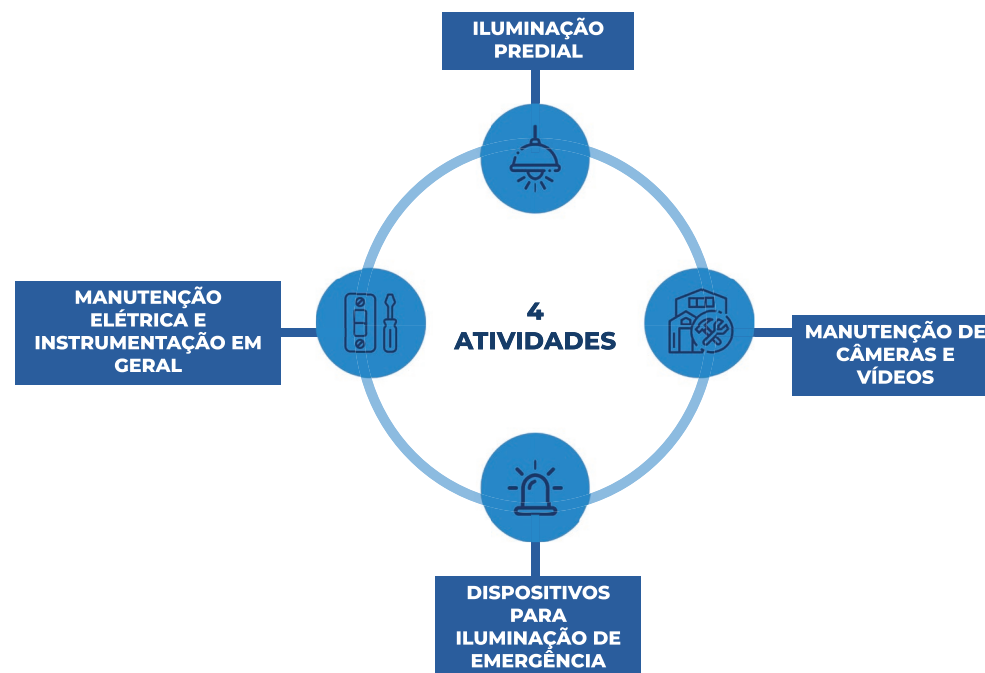 ILUMINAÇÃO
PREDIAL
MANUTENÇÃO
ELÉTRICA E
INSTRUMENTAÇÃO EM
GERAL
4
ATIVIDADES
MANUTENÇÃO DE
CÂMERAS E
VÍDEOS
DISPOSITIVOS
PARA
ILUMINAÇÃO DE
EMERGÊNCIA